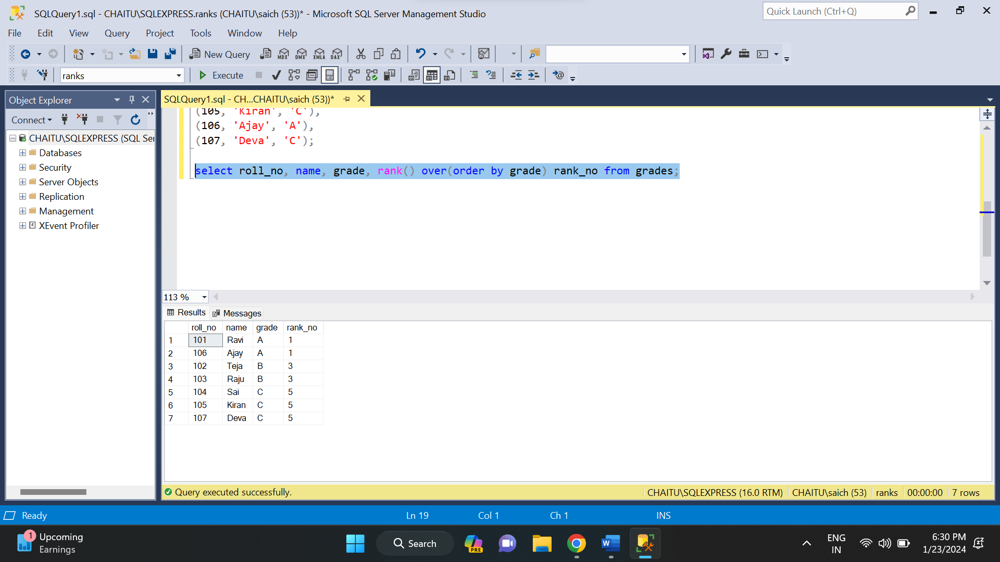 SQLQuery1.sql - CHAITU\SQLEXPRESS.ranks (CHAITU\saich (53))* - Microsoft SQL Server Management Studio
Quick Launch (Ctrl+Q)
File Edit View Query Project Tools Window Help
New Query MDX DMX XMLA DAX
ranks Execute
Object Explorer
SQLQuery1.sql - CH...CHAITU\saich (53))*
Connect
CHAITU\SQLEXPRESS (SQL Ser
Databases
Security
Server Objects
Replication
Management
XEvent Profiler
(105, 'Kiran', 'C'),
(106, 'Ajay', 'A'),
(107, 'Deva', 'C');
select roll_no, name, grade, rank() over(order by grade) rank_no from grades;
113 %
Results Messages
roll_no name grade rank_no
1 101 Ravi A 1
2 106 Ajay A 1
3 102 Teja B 3
4 103 Raju B 3
5 104 Sai C 5
6 105 Kiran C 5
7 107 Deva C 5
Query executed successfully. CHAITU\SQLEXPRESS (16.0 RTM) CHAITU\saich (53) ranks 00:00:00 7 rows
Ready Ln 19 Col 1 Ch 1 INS
1 Upcoming
Earnings
Search
PRE
W
ENG
IN
6:30 PM
1/23/2024